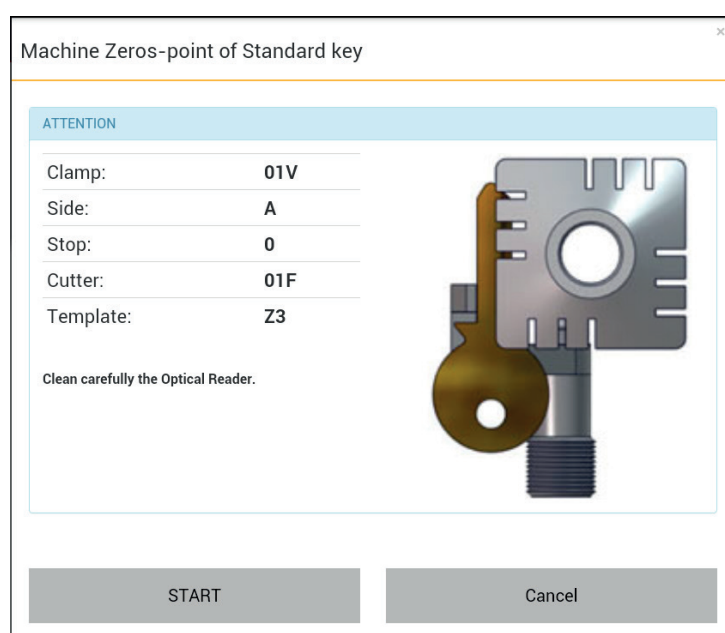 ×
Machine Zeros-point of Standard key
ATTENTION
Clamp: 01V
Side: A
Stop: 0
Cutter: 01F
Template: Z3
Clean carefully the Optical Reader.
START Cancel